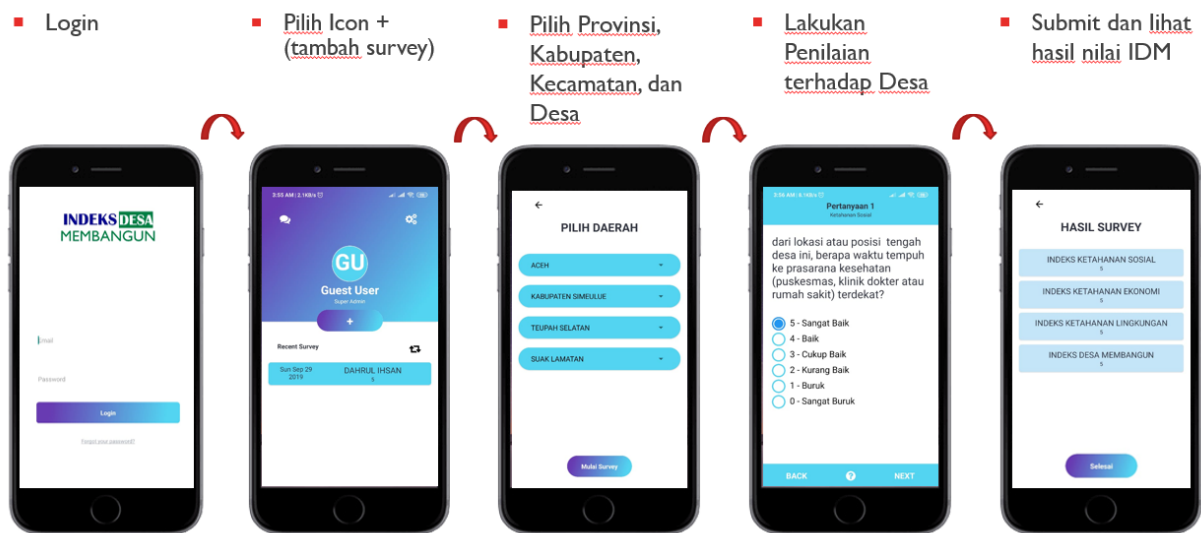 Login
Pilih Icon +
(tambah survey)
Pilih Provinsi,
Kabupaten,
Kecamatan, dan
Desa
Lakukan
Penilaian
terhadap Desa
Submit dan lihat
hasil nilai IDM
INDEKS DESA
MEMBANGUN
Email
Password
Login
Forgot your password?
5:55 AM | 2.1KB/s
GU
Guest User
Super Admin
+
Recent Survey
Sun Sep 29
2019
DAHRUL IHSAN
5
PILIH DAERAH
ACEH
KABUPATEN SIMEULUE
TEUPAH SELATAN
SUAK LAMATAN
Mulai Survey
Pertanyaan 1
Ketahanan Sosial
dari lokasi atau posisi tengah
desa ini, berapa waktu tempuh
ke prasarana kesehatan
(puskesmas, klinik dokter atau
rumah sakit) terdekat?
5 - Sangat Baik
4 - Baik
3 - Cukup Baik
2 - Kurang Baik
1 - Buruk
0 - Sangat Buruk
BACK ? NEXT
HASIL SURVEY
INDEKS KETAHANAN SOSIAL
5
INDEKS KETAHANAN EKONOMI
5
INDEKS KETAHANAN LINGKUNGAN
5
INDEKS DESA MEMBANGUN
5
Selesai